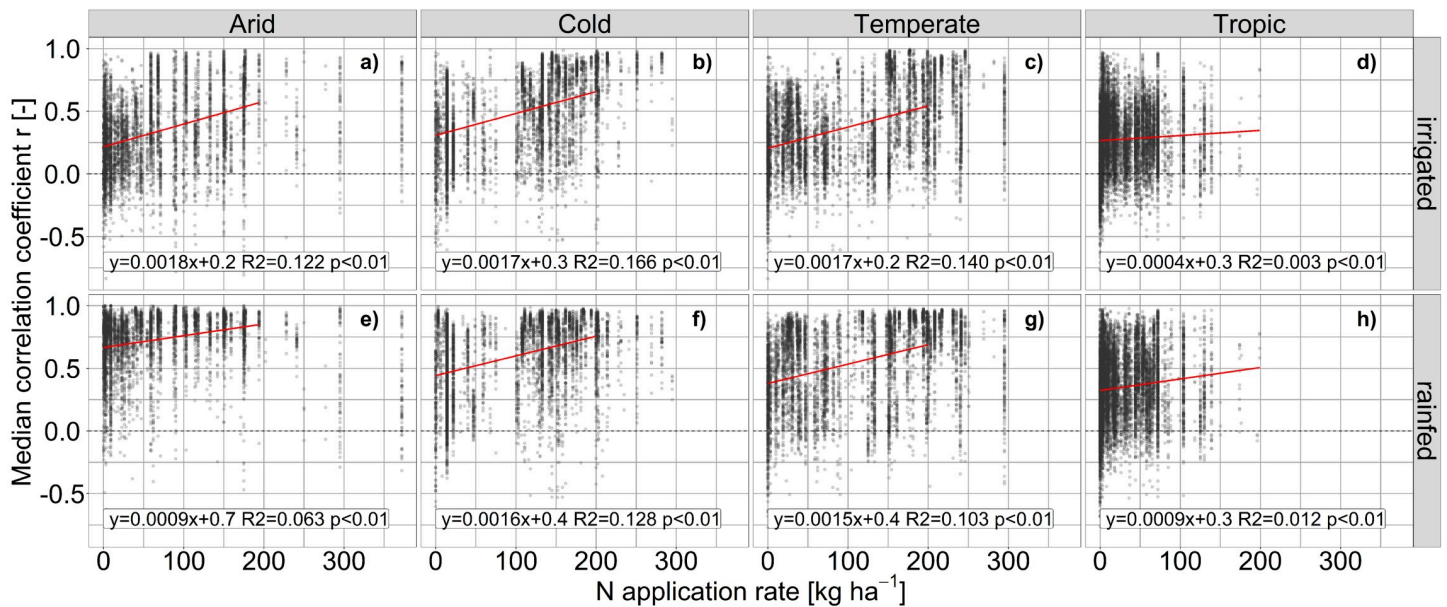 Arid Cold Temperate Tropic
Median correlation coefficient r [-]
1.0
0.5
0.0
-0.5
a)
b)
c)
d)
irrigated
y=0.0018x+0.2 R2=0.122 p<0.01
y=0.0017x+0.3 R2=0.166 p<0.01
y=0.0017x+0.2 R2=0.140 p<0.01
y=0.0004x+0.3 R2=0.003 p<0.01
1.0
0.5
0.0
-0.5
e)
f)
g)
h)
rainfed
y=0.0009x+0.7 R2=0.063 p<0.01
y=0.0016x+0.4 R2=0.128 p<0.01
y=0.0015x+0.4 R2=0.103 p<0.01
y=0.0009x+0.3 R2=0.012 p<0.01
0 100 200 300 0 100 200 300 0 100 200 300 0 100 200 300
N application rate [kg ha⁻¹]